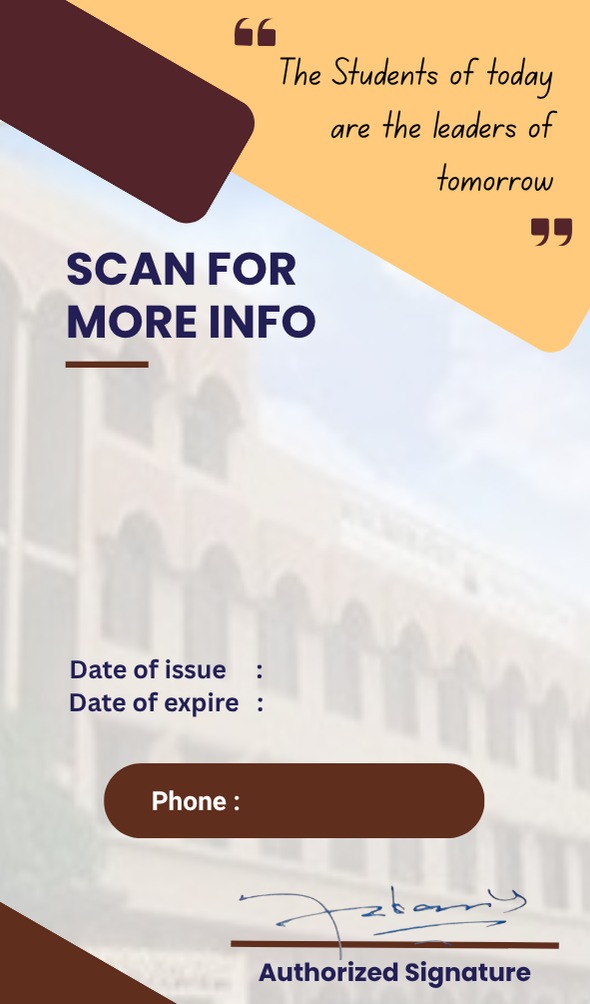 “
The Students of today
are the leaders of
tomorrow
”
SCAN FOR
MORE INFO
Date of issue :
Date of expire :
Phone :
Authorized Signature